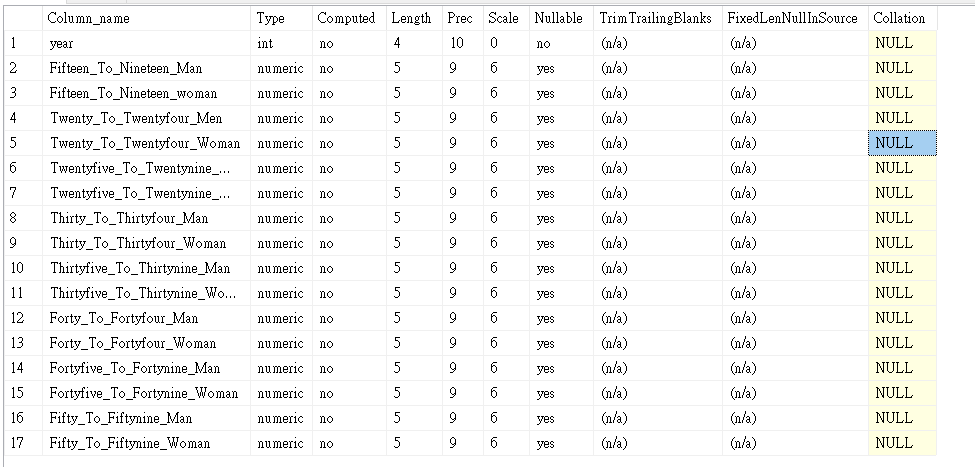 Column_name Type Computed Length Prec Scale Nullable TrimTrailingBlanks FixedLenNullInSource Collation
1 year int no 4 10 0 no (n/a) (n/a) NULL
2 Fifteen_To_Nineteen_Man numeric no 5 9 6 yes (n/a) (n/a) NULL
3 Fifteen_To_Nineteen_woman numeric no 5 9 6 yes (n/a) (n/a) NULL
4 Twenty_To_Twentyfour_Men numeric no 5 9 6 yes (n/a) (n/a) NULL
5 Twenty_To_Twentyfour_Woman numeric no 5 9 6 yes (n/a) (n/a) NULL
6 Twentyfive_To_Twentynine_... numeric no 5 9 6 yes (n/a) (n/a) NULL
7 Twentyfive_To_Twentynine_... numeric no 5 9 6 yes (n/a) (n/a) NULL
8 Thirty_To_Thirtyfour_Man numeric no 5 9 6 yes (n/a) (n/a) NULL
9 Thirty_To_Thirtyfour_Woman numeric no 5 9 6 yes (n/a) (n/a) NULL
10 Thirtyfive_To_Thirtynine_Man numeric no 5 9 6 yes (n/a) (n/a) NULL
11 Thirtyfive_To_Thirtynine_Wo... numeric no 5 9 6 yes (n/a) (n/a) NULL
12 Forty_To_Fortyfour_Man numeric no 5 9 6 yes (n/a) (n/a) NULL
13 Forty_To_Fortyfour_Woman numeric no 5 9 6 yes (n/a) (n/a) NULL
14 Fortyfive_To_Fortynine_Man numeric no 5 9 6 yes (n/a) (n/a) NULL
15 Fortyfive_To_Fortynine_Woman numeric no 5 9 6 yes (n/a) (n/a) NULL
16 Fifty_To_Fiftynine_Man numeric no 5 9 6 yes (n/a) (n/a) NULL
17 Fifty_To_Fiftynine_Woman numeric no 5 9 6 yes (n/a) (n/a) NULL